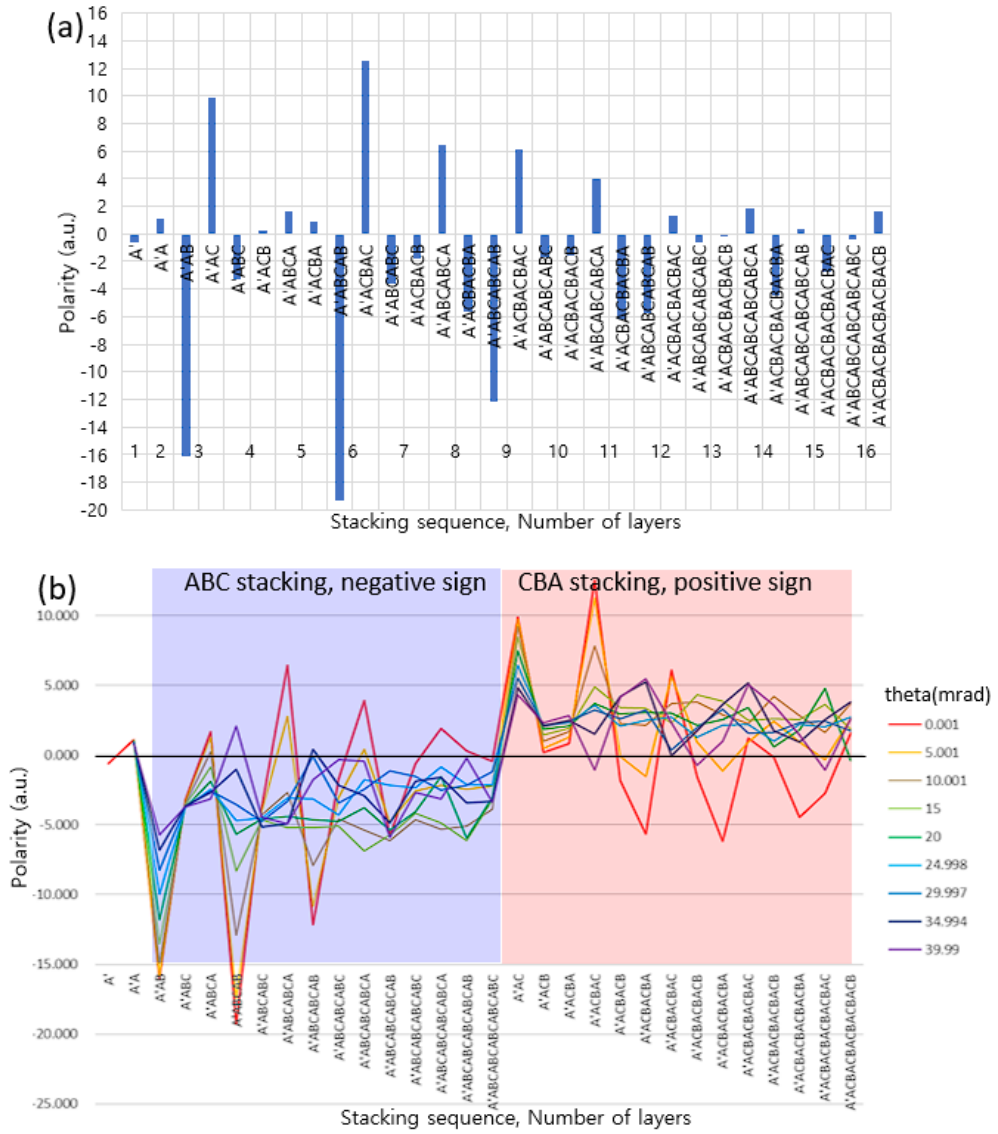 (a)
16
14
12
10
8
6
4
2
0
-2
-4
-6
-8
-10
-12
-14
-16
-18
-20
Polarity (a.u.)
A'
A'A
A'AB
A'AC
A'ABC
A'ACB
A'ABCA
A'ACBA
A'ABCAB
A'ACBAC
A'ABCABC
A'ACBACB
A'ABCABCA
A'ACBACBA
A'ABCABCAB
A'ACBACBAC
A'ABCABCABC
A'ACBACBACB
A'ABCABCABCA
A'ACBACBACBA
A'ABCABCABCAB
A'ACBACBACBAC
A'ABCABCABCABC
A'ACBACBACBACB
A'ABCABCABCABCA
A'ACBACBACBACBA
A'ABCABCABCABCAB
A'ACBACBACBACBAC
A'ABCABCABCABCABC
A'ACBACBACBACBACB
1 2 3 4 5 6 7 8 9 10 11 12 13 14 15 16
Stacking sequence, Number of layers
(b)
ABC stacking, negative sign
CBA stacking, positive sign
10.000
5.000
0.000
-5.000
-10.000
-15.000
-20.000
-25.000
Polarity (a.u.)
theta(mrad)
0.001
5.001
10.001
15
20
24.998
29.997
34.994
39.99
A'
A'A
A'AB
A'ABC
A'ABCA
A'ABCAB
A'ABCABC
A'ABCABCA
A'ABCABCAB
A'ABCABCABC
A'ABCABCABCA
A'ABCABCABCAB
A'ABCABCABCABC
A'ABCABCABCABCA
A'ABCABCABCABCAB
A'ABCABCABCABCABC
A'AC
A'ACB
A'ACBA
A'ACBAC
A'ACBACB
A'ACBACBA
A'ACBACBAC
A'ACBACBACB
A'ACBACBACBA
A'ACBACBACBAC
A'ACBACBACBACB
A'ACBACBACBACBA
A'ACBACBACBACBAC
A'ACBACBACBACBACB
Stacking sequence, Number of layers